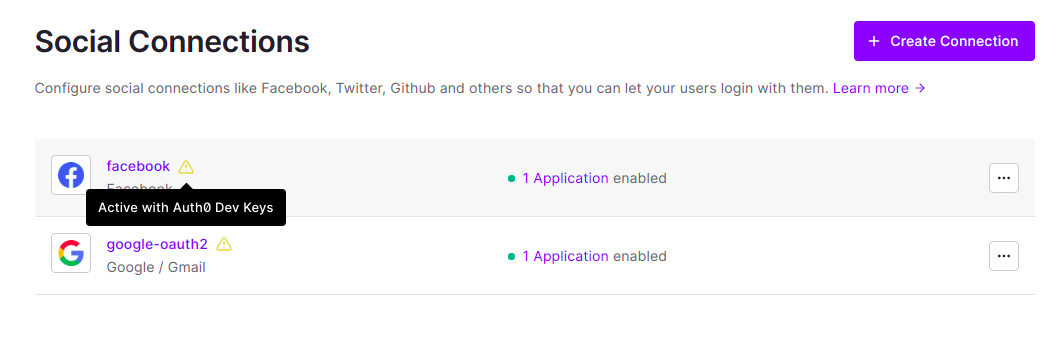 Social Connections
+ Create Connection
Configure social connections like Facebook, Twitter, Github and others so that you can let your users login with them. Learn more →
facebook
Facebook
1 Application enabled
Active with Auth0 Dev Keys
google-oauth2
Google / Gmail
1 Application enabled